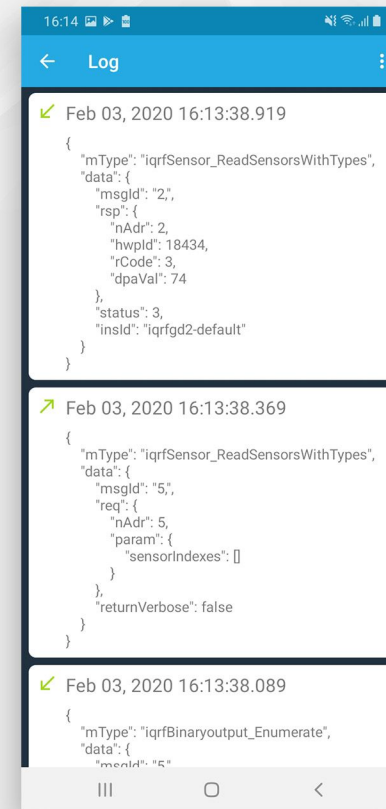 16:14
Log
Feb 03, 2020 16:13:38.919
{
"mType": "iqrfSensor_ReadSensorsWithTypes",
"data": {
"msgId": "2,",
"rsp": {
"nAdr": 2,
"hwpId": 18434,
"rCode": 3,
"dpaVal": 74
},
"status": 3,
"insId": "iqrfgd2-default"
}
}
Feb 03, 2020 16:13:38.369
{
"mType": "iqrfSensor_ReadSensorsWithTypes",
"data": {
"msgId": "5,",
"req": {
"nAdr": 5,
"param": {
"sensorIndexes": []
}
},
"returnVerbose": false
}
}
Feb 03, 2020 16:13:38.089
{
"mType": "iqrfBinaryoutput_Enumerate",
"data": {
"msgId": "5,"